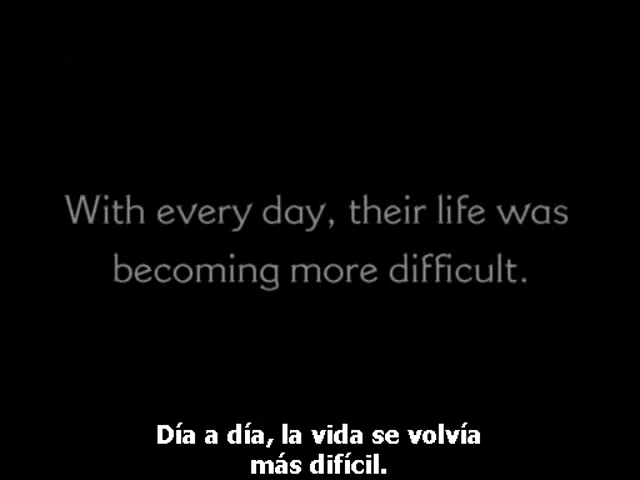 With every day, their life was
becoming more difficult.
Día a día, la vida se volvía
más difícil.